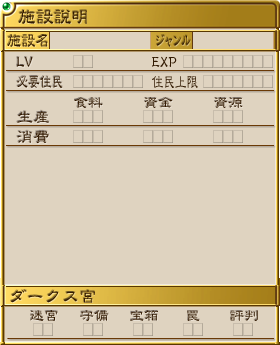 施設説明
施設名 ジャンル
LV EXP
必要住民 住民上限
食料 資金 資源
生産
消費
ダークス宮
迷宮 守備 宝箱 罠 評判